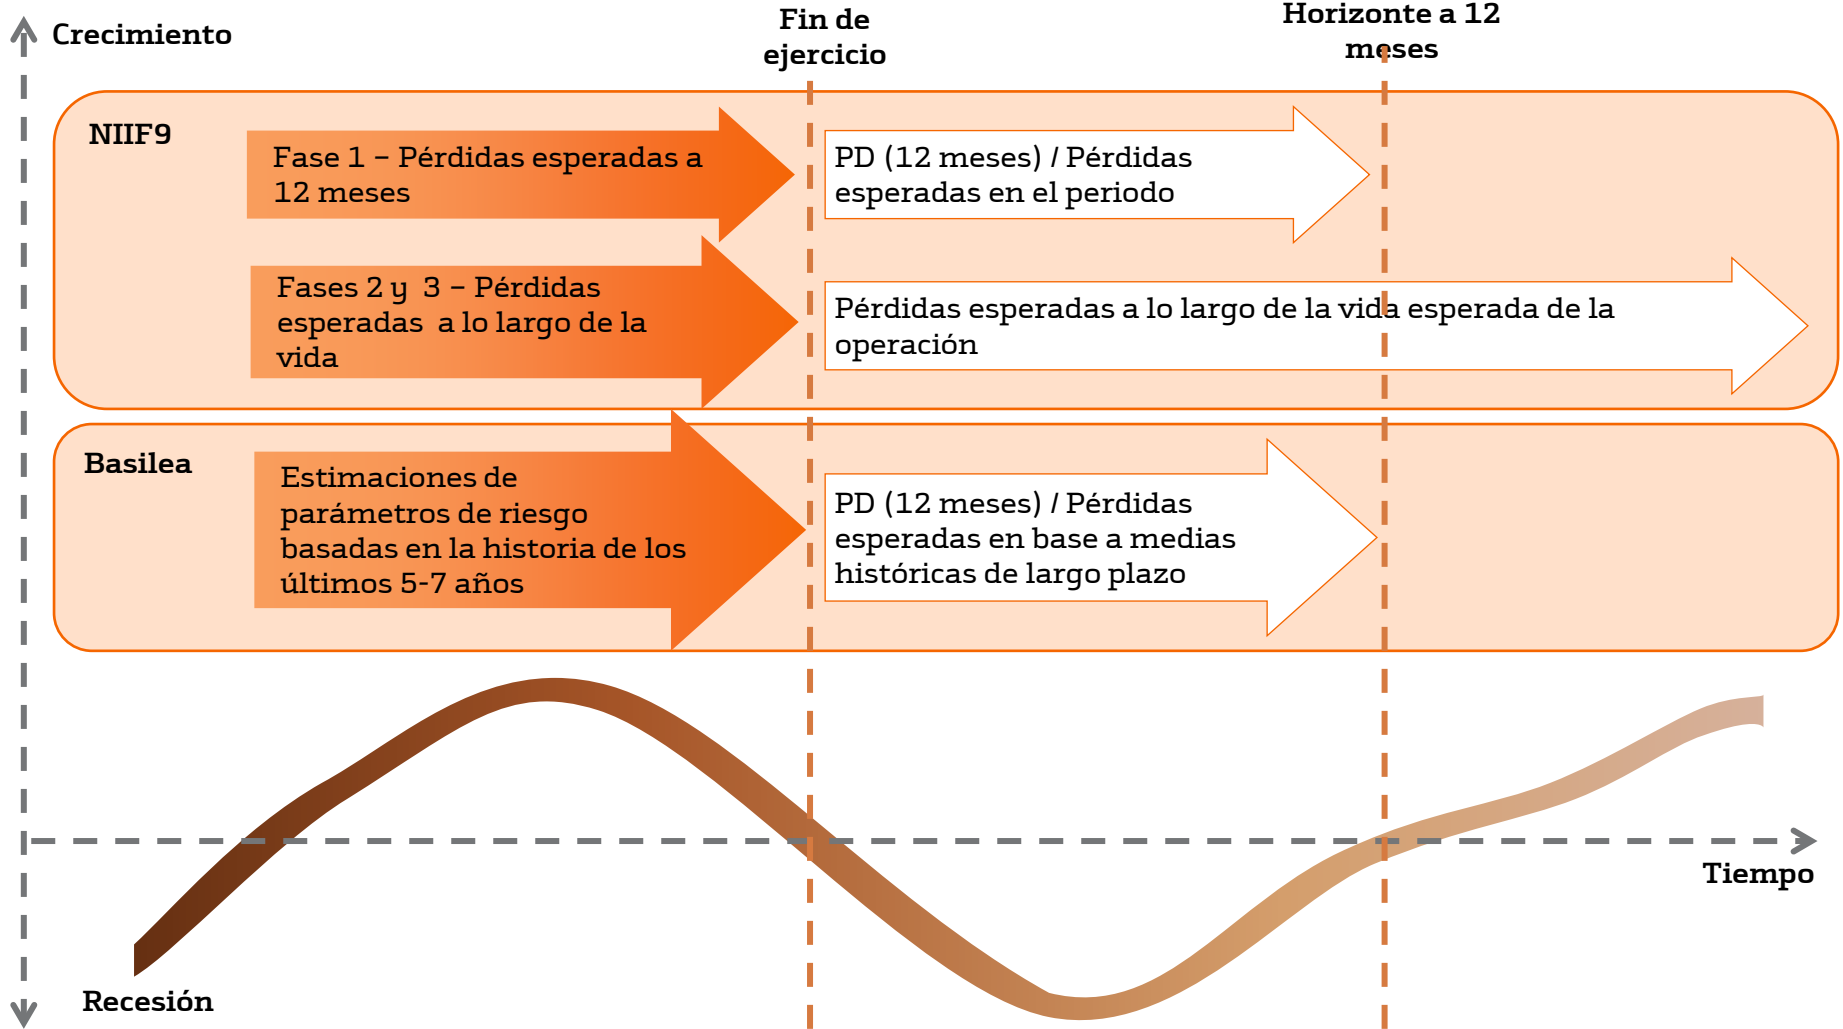 Crecimiento
Fin de
ejercicio
Horizonte a 12
meses
NIIF9
Fase 1 – Pérdidas esperadas a
12 meses
PD (12 meses) / Pérdidas
esperadas en el periodo
Fases 2 y  3 – Pérdidas
esperadas  a lo largo de la
vida
Pérdidas esperadas a lo largo de la vida esperada de la
operación
Basilea
Estimaciones de
parámetros de riesgo
basadas en la historia de los
últimos 5-7 años
PD (12 meses) / Pérdidas
esperadas en base a medias
históricas de largo plazo
Tiempo
Recesión